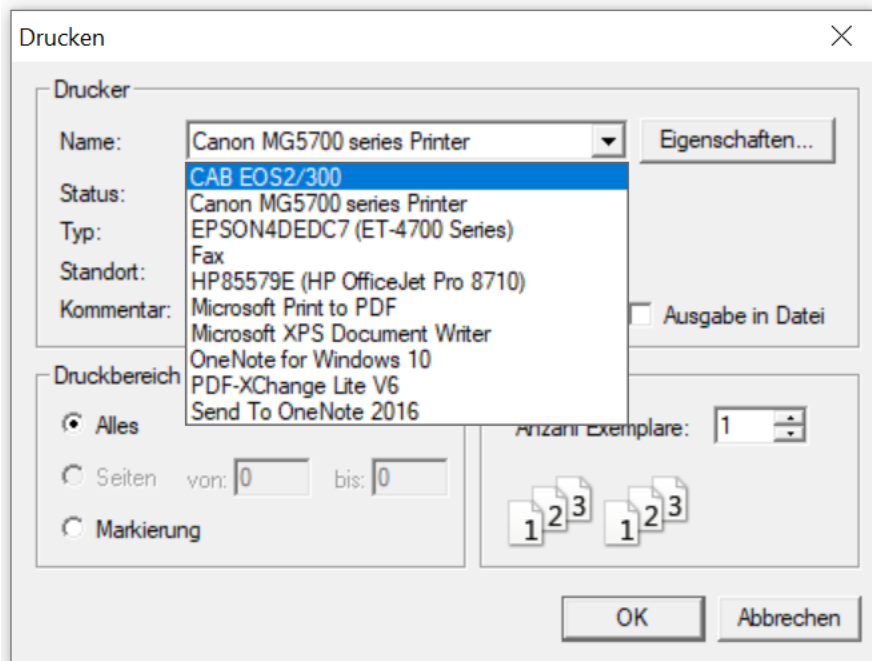 Drucken
Drucker
Name: Canon MG5700 series Printer Eigenschaften...
CAB EOS2/300
Status:
Canon MG5700 series Printer
Typ:
EPSON4DEDC7 (ET-4700 Series)
Fax
Standort:
HP85579E (HP OfficeJet Pro 8710)
Kommentar:
Microsoft Print to PDF
Ausgabe in Datei
Microsoft XPS Document Writer
OneNote for Windows 10
PDF-XChange Lite V6
Send To OneNote 2016
Druckbereich
Alles
Anzahl Exemplare: 1
Seiten von: 0 bis: 0
Markierung
1 2 3 1 2 3
OK Abbrechen